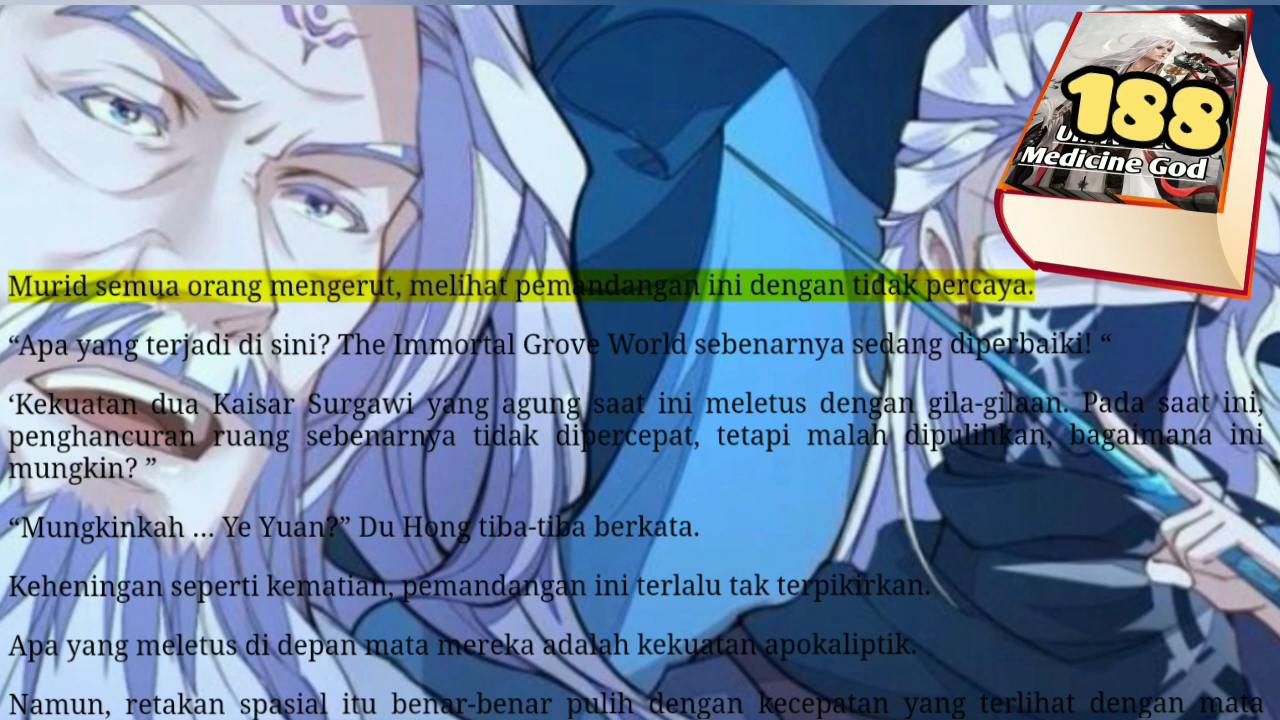 188
Medicine God
Murid semua orang mengerut, melihat pemandangan ini dengan tidak percaya.
“Apa yang terjadi di sini? The Immortal Grove World sebenarnya sedang diperbaiki! “
‘Kekuatan dua Kaisar Surgawi yang agung saat ini meletus dengan gila-gilaan. Pada saat ini,
penghancuran ruang sebenarnya tidak dipercepat, tetapi malah dipulihkan, bagaimana ini
mungkin? ”
“Mungkinkah ... Ye Yuan?” Du Hong tiba-tiba berkata.
Keheningan seperti kematian, pemandangan ini terlalu tak terpikirkan.
Apa yang meletus di depan mata mereka adalah kekuatan apokaliptik.
Namun, retakan spasial itu benar-benar pulih dengan kecepatan yang terlihat dengan mata